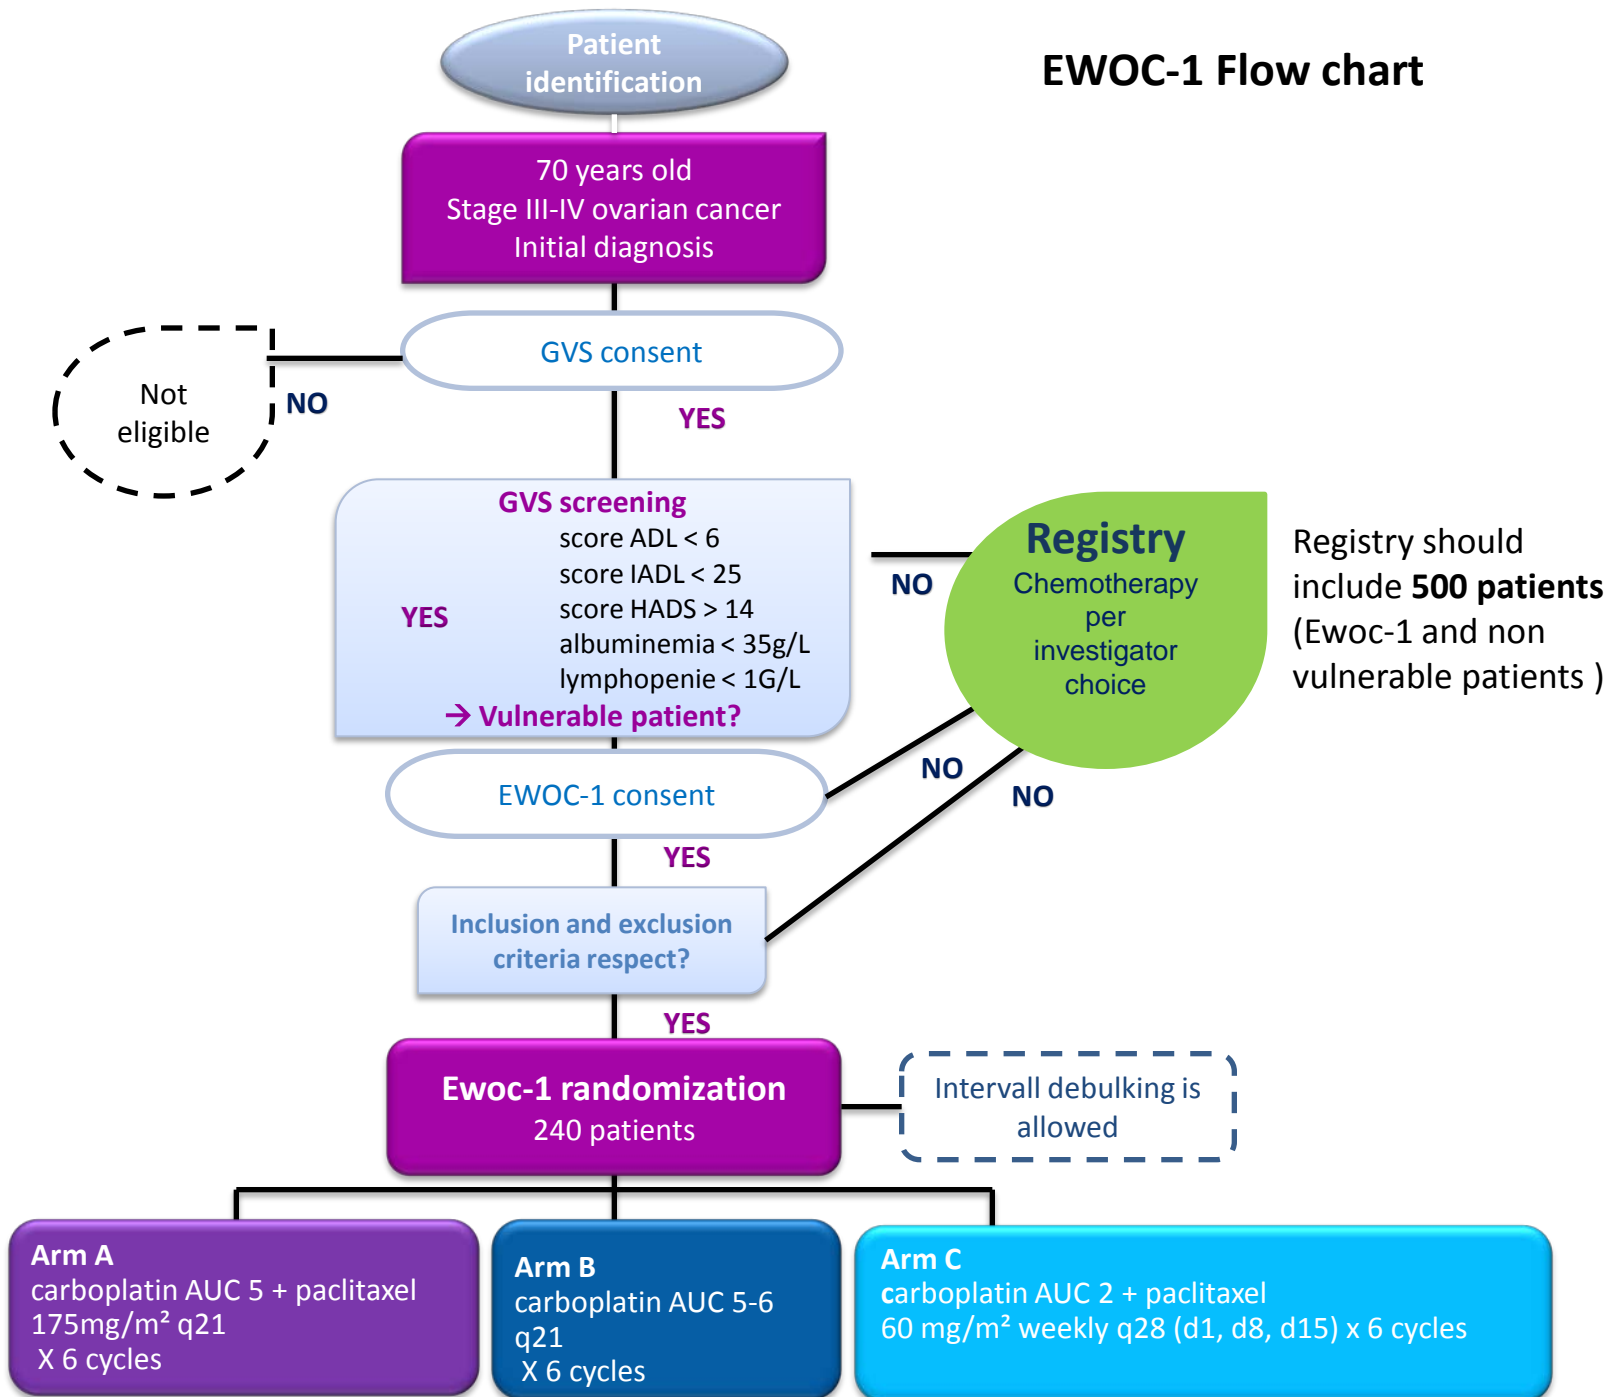 EWOC-1 Flow chart
Patient
identification
70 years old
Stage III-IV ovarian cancer
Initial diagnosis
GVS consent
NO
Not
eligible
YES
GVS screening
score ADL < 6
score IADL < 25
YES
score HADS > 14
albuminemia < 35g/L
lymphopenie < 1G/L
→ Vulnerable patient?
NO
Registry
Chemotherapy
per
investigator
choice
Registry should
include 500 patients
(Ewoc-1 and non
vulnerable patients )
EWOC-1 consent
NO
NO
YES
Inclusion and exclusion
criteria respect?
YES
Ewoc-1 randomization
240 patients
Intervall debulking is
allowed
Arm A
carboplatin AUC 5 + paclitaxel
175mg/m² q21
X 6 cycles
Arm B
carboplatin AUC 5-6
q21
X 6 cycles
Arm C
carboplatin AUC 2 + paclitaxel
60 mg/m² weekly q28 (d1, d8, d15) x 6 cycles